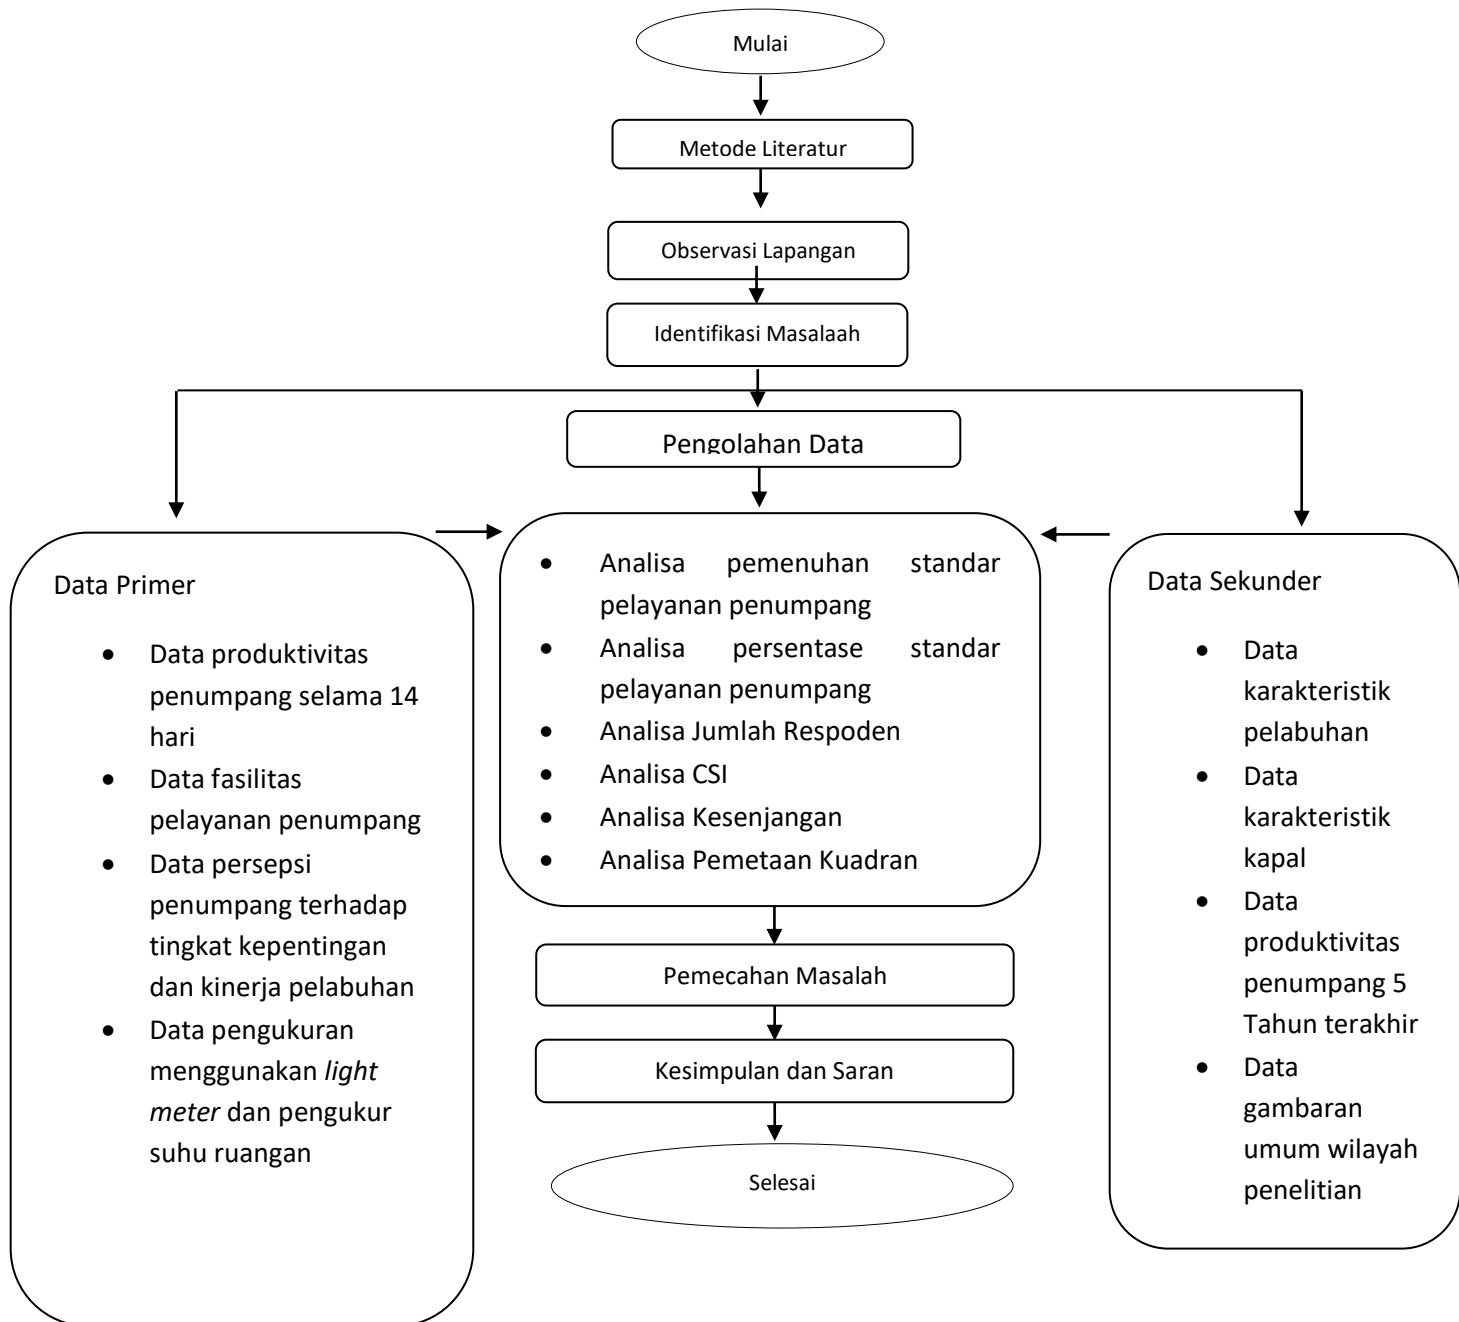 Mulai
Metode Literatur
Observasi Lapangan
Identifikasi Masalaah
Pengolahan Data
Data Primer
• Data produktivitas
penumpang selama 14
hari
• Data fasilitas
pelayanan penumpang
• Data persepsi
penumpang terhadap
tingkat kepentingan
dan kinerja pelabuhan
• Data pengukuran
menggunakan light
meter dan pengukur
suhu ruangan
• Analisa pemenuhan standar
pelayanan penumpang
• Analisa persentase standar
pelayanan penumpang
• Analisa Jumlah Respoden
• Analisa CSI
• Analisa Kesenjangan
• Analisa Pemetaan Kuadran
Data Sekunder
• Data
karakteristik
pelabuhan
• Data
karakteristik
kapal
• Data
produktivitas
penumpang 5
Tahun terakhir
• Data
gambaran
umum wilayah
penelitian
Pemecahan Masalah
Kesimpulan dan Saran
Selesai